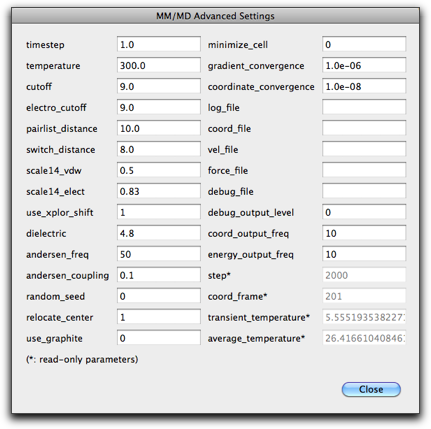 MM/MD Advanced Settings
timestep 1.0 minimize_cell 0
temperature 300.0 gradient_convergence 1.0e-06
cutoff 9.0 coordinate_convergence 1.0e-08
electro_cutoff 9.0 log_file
pairlist_distance 10.0 coord_file
switch_distance 8.0 vel_file
scale14_vdw 0.5 force_file
scale14_elect 0.83 debug_file
use_xplor_shift 1 debug_output_level 0
dielectric 4.8 coord_output_freq 10
andersen_freq 50 energy_output_freq 10
andersen_coupling 0.1 step* 2000
random_seed 0 coord_frame* 201
relocate_center 1 transient_temperature* 5.5551935382271
use_graphite 0 average_temperature* 26.416610408461
(*: read-only parameters)
Close